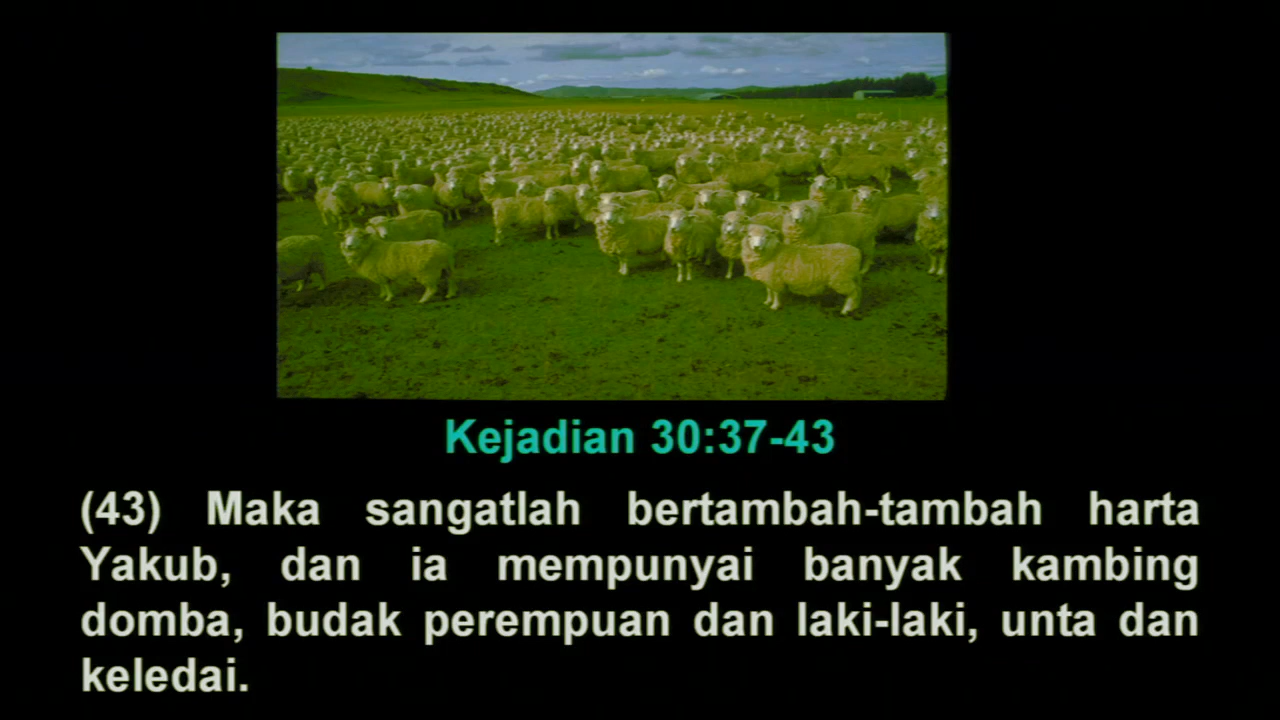 Kejadian 30:37-43
(43) Maka sangatlah bertambah-tambah harta
Yakub, dan ia mempunyai banyak kambing
domba, budak perempuan dan laki-laki, unta dan
keledai.